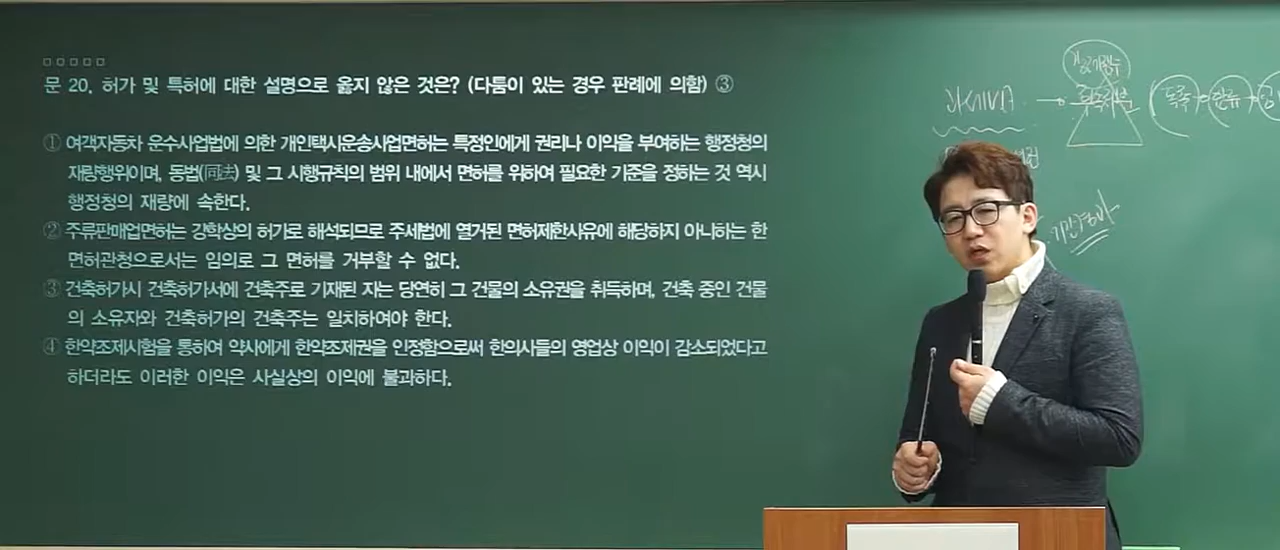 □□□□□
문 20. 허가 및 특허에 대한 설명으로 옳지 않은 것은? (다툼이 있는 경우 판례에 의함) ③
① 여객자동차 운수사업법에 의한 개인택시운송사업면허는 특정인에게 권리나 이익을 부여하는 행정청의
재량행위이며, 동법(同法) 및 그 시행규칙의 범위 내에서 면허를 위하여 필요한 기준을 정하는 것 역시
행정청의 재량에 속한다.
② 주류판매업면허는 강학상의 허가로 해석되므로 주세법에 열거된 면허제한사유에 해당하지 아니하는 한
면허관청으로서는 임의로 그 면허를 거부할 수 없다.
③ 건축허가시 건축허가서에 건축주로 기재된 자는 당연히 그 건물의 소유권을 취득하며, 건축 중인 건물
의 소유자와 건축허가의 건축주는 일치하여야 한다.
④ 한약조제시험을 통하여 약사에게 한약조제권을 인정함으로써 한의사들의 영업상 이익이 감소되었다고
하더라도 이러한 이익은 사실상의 이익에 불과하다.